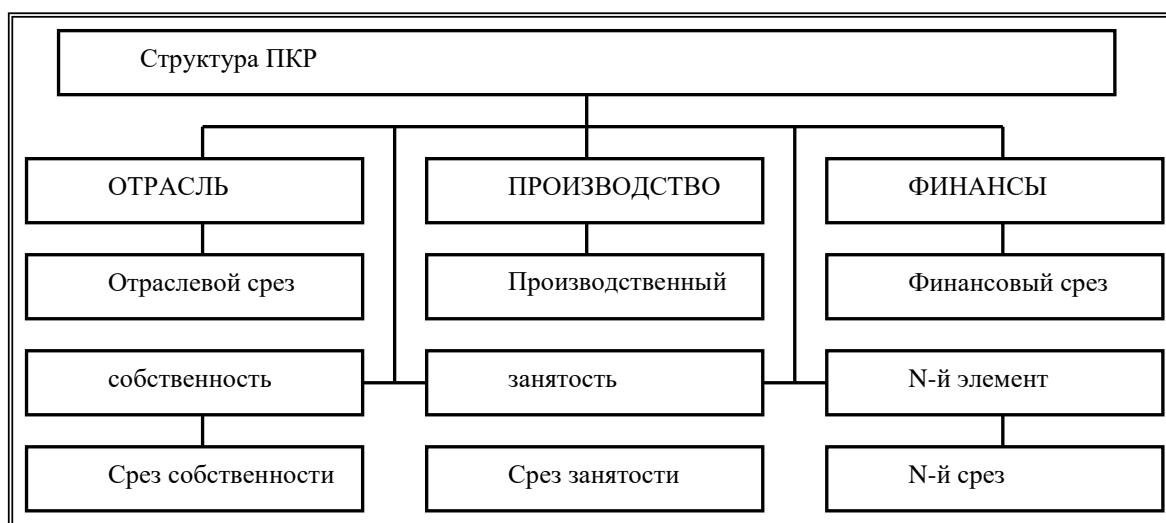 Структура ПКР
ОТРАСЛЬ
ПРОИЗВОДСТВО
ФИНАНСЫ
Отраслевой срез
Производственный
Финансовый срез
собственность
занятость
N-й элемент
Срез собственности
Срез занятости
N-й срез